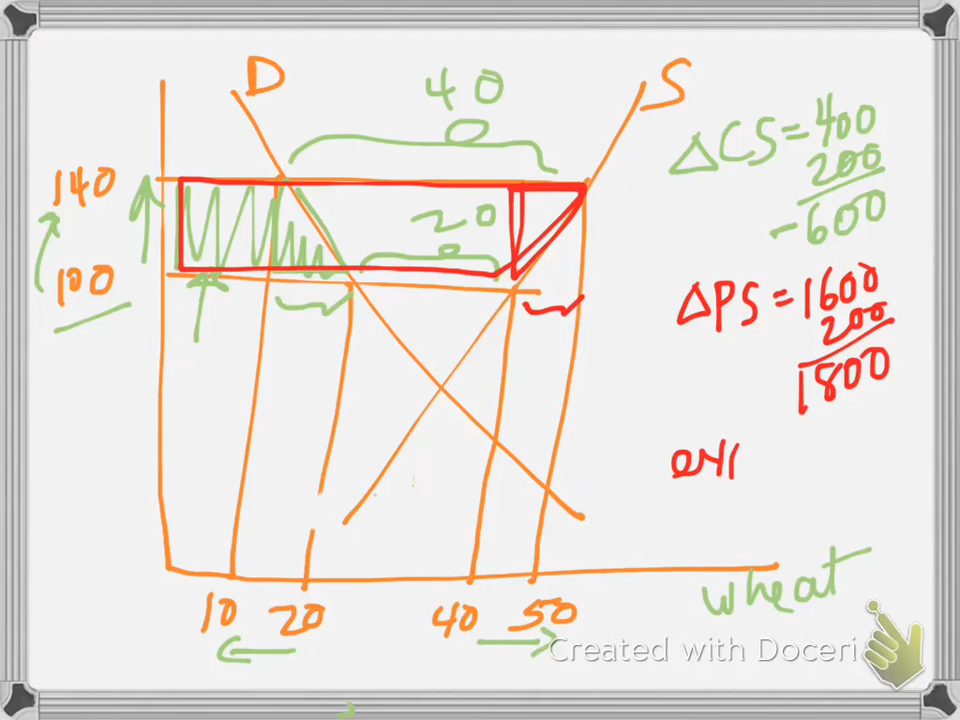 D
S
40
ΔCS = 400
200
-600
140
20
100
ΔPS = 1600
200
1800
10
20
40
50
wheat
Created with Doceri